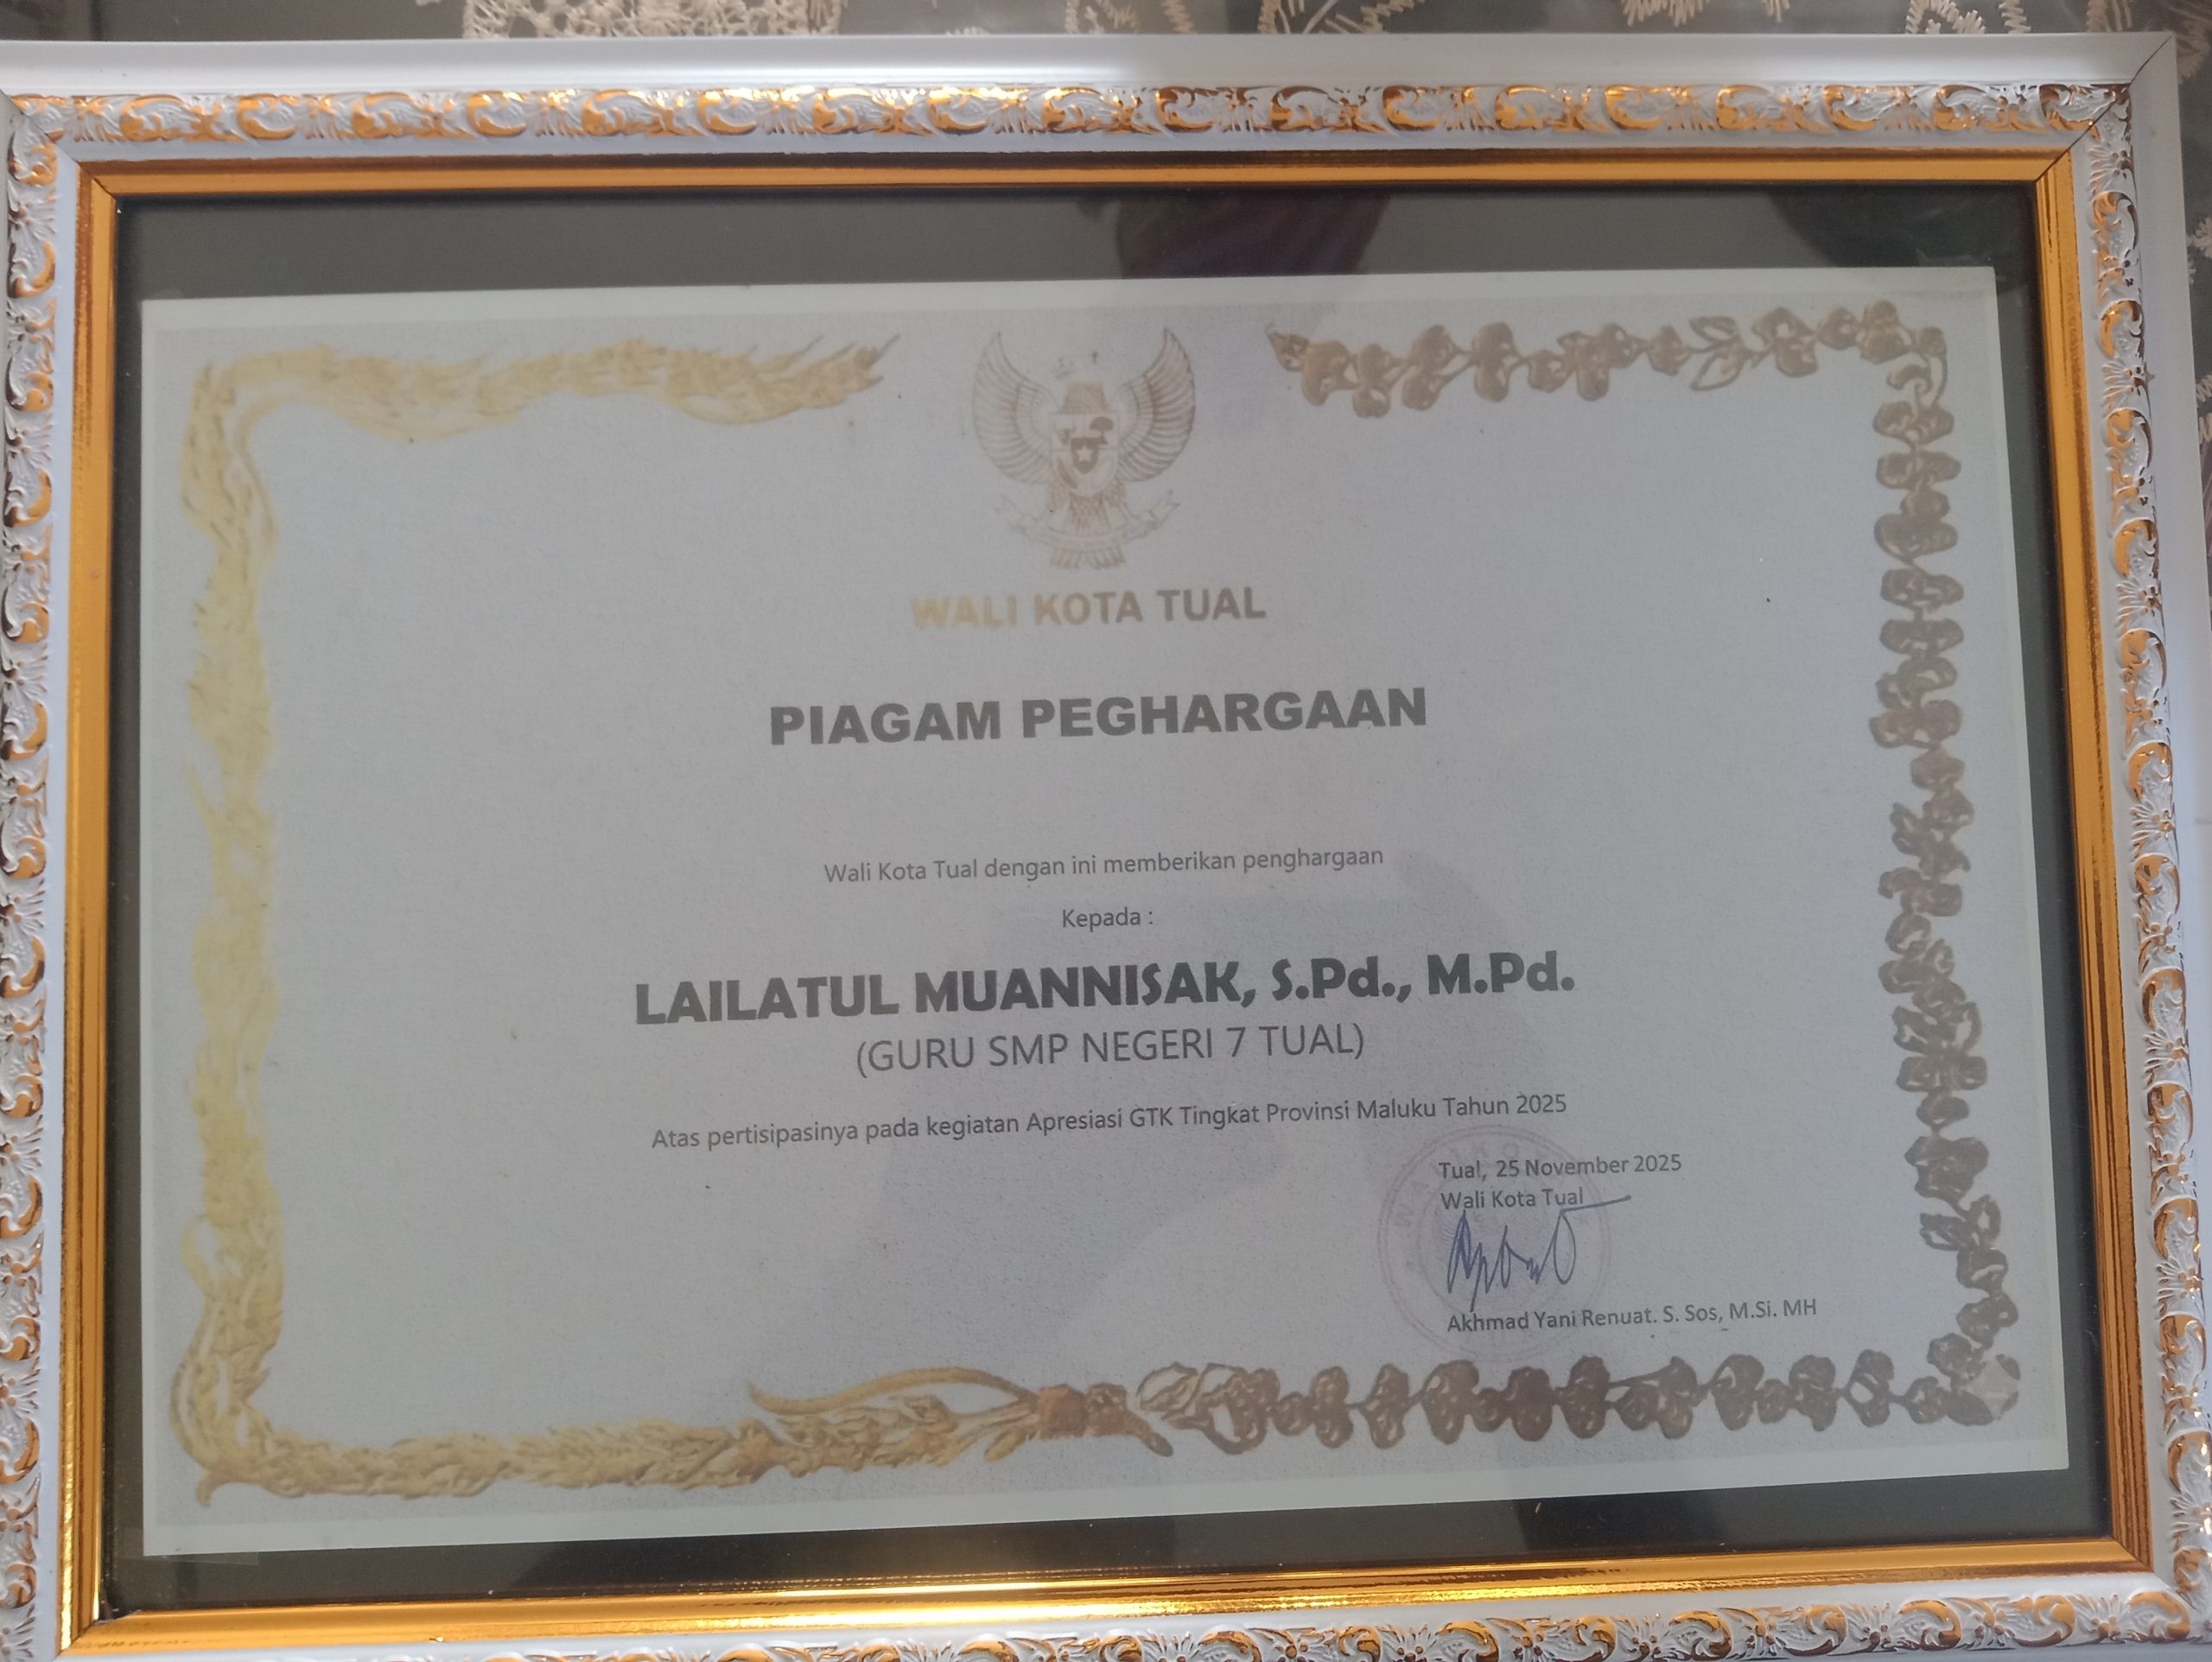 WALI KOTA TUAL
PIAGAM PEGHARGAAN
Wali Kota Tual dengan ini memberikan penghargaan
Kepada :
LAILATUL MUANNISAK, S.Pd., M.Pd.
(GURU SMP NEGERI 7 TUAL)
Atas pertisipasinya pada kegiatan Apresiasi GTK Tingkat Provinsi Maluku Tahun 2025
Tual, 25 November 2025
Wali Kota Tual
Akhmad Yani Renuat. S. Sos, M.Si. MH